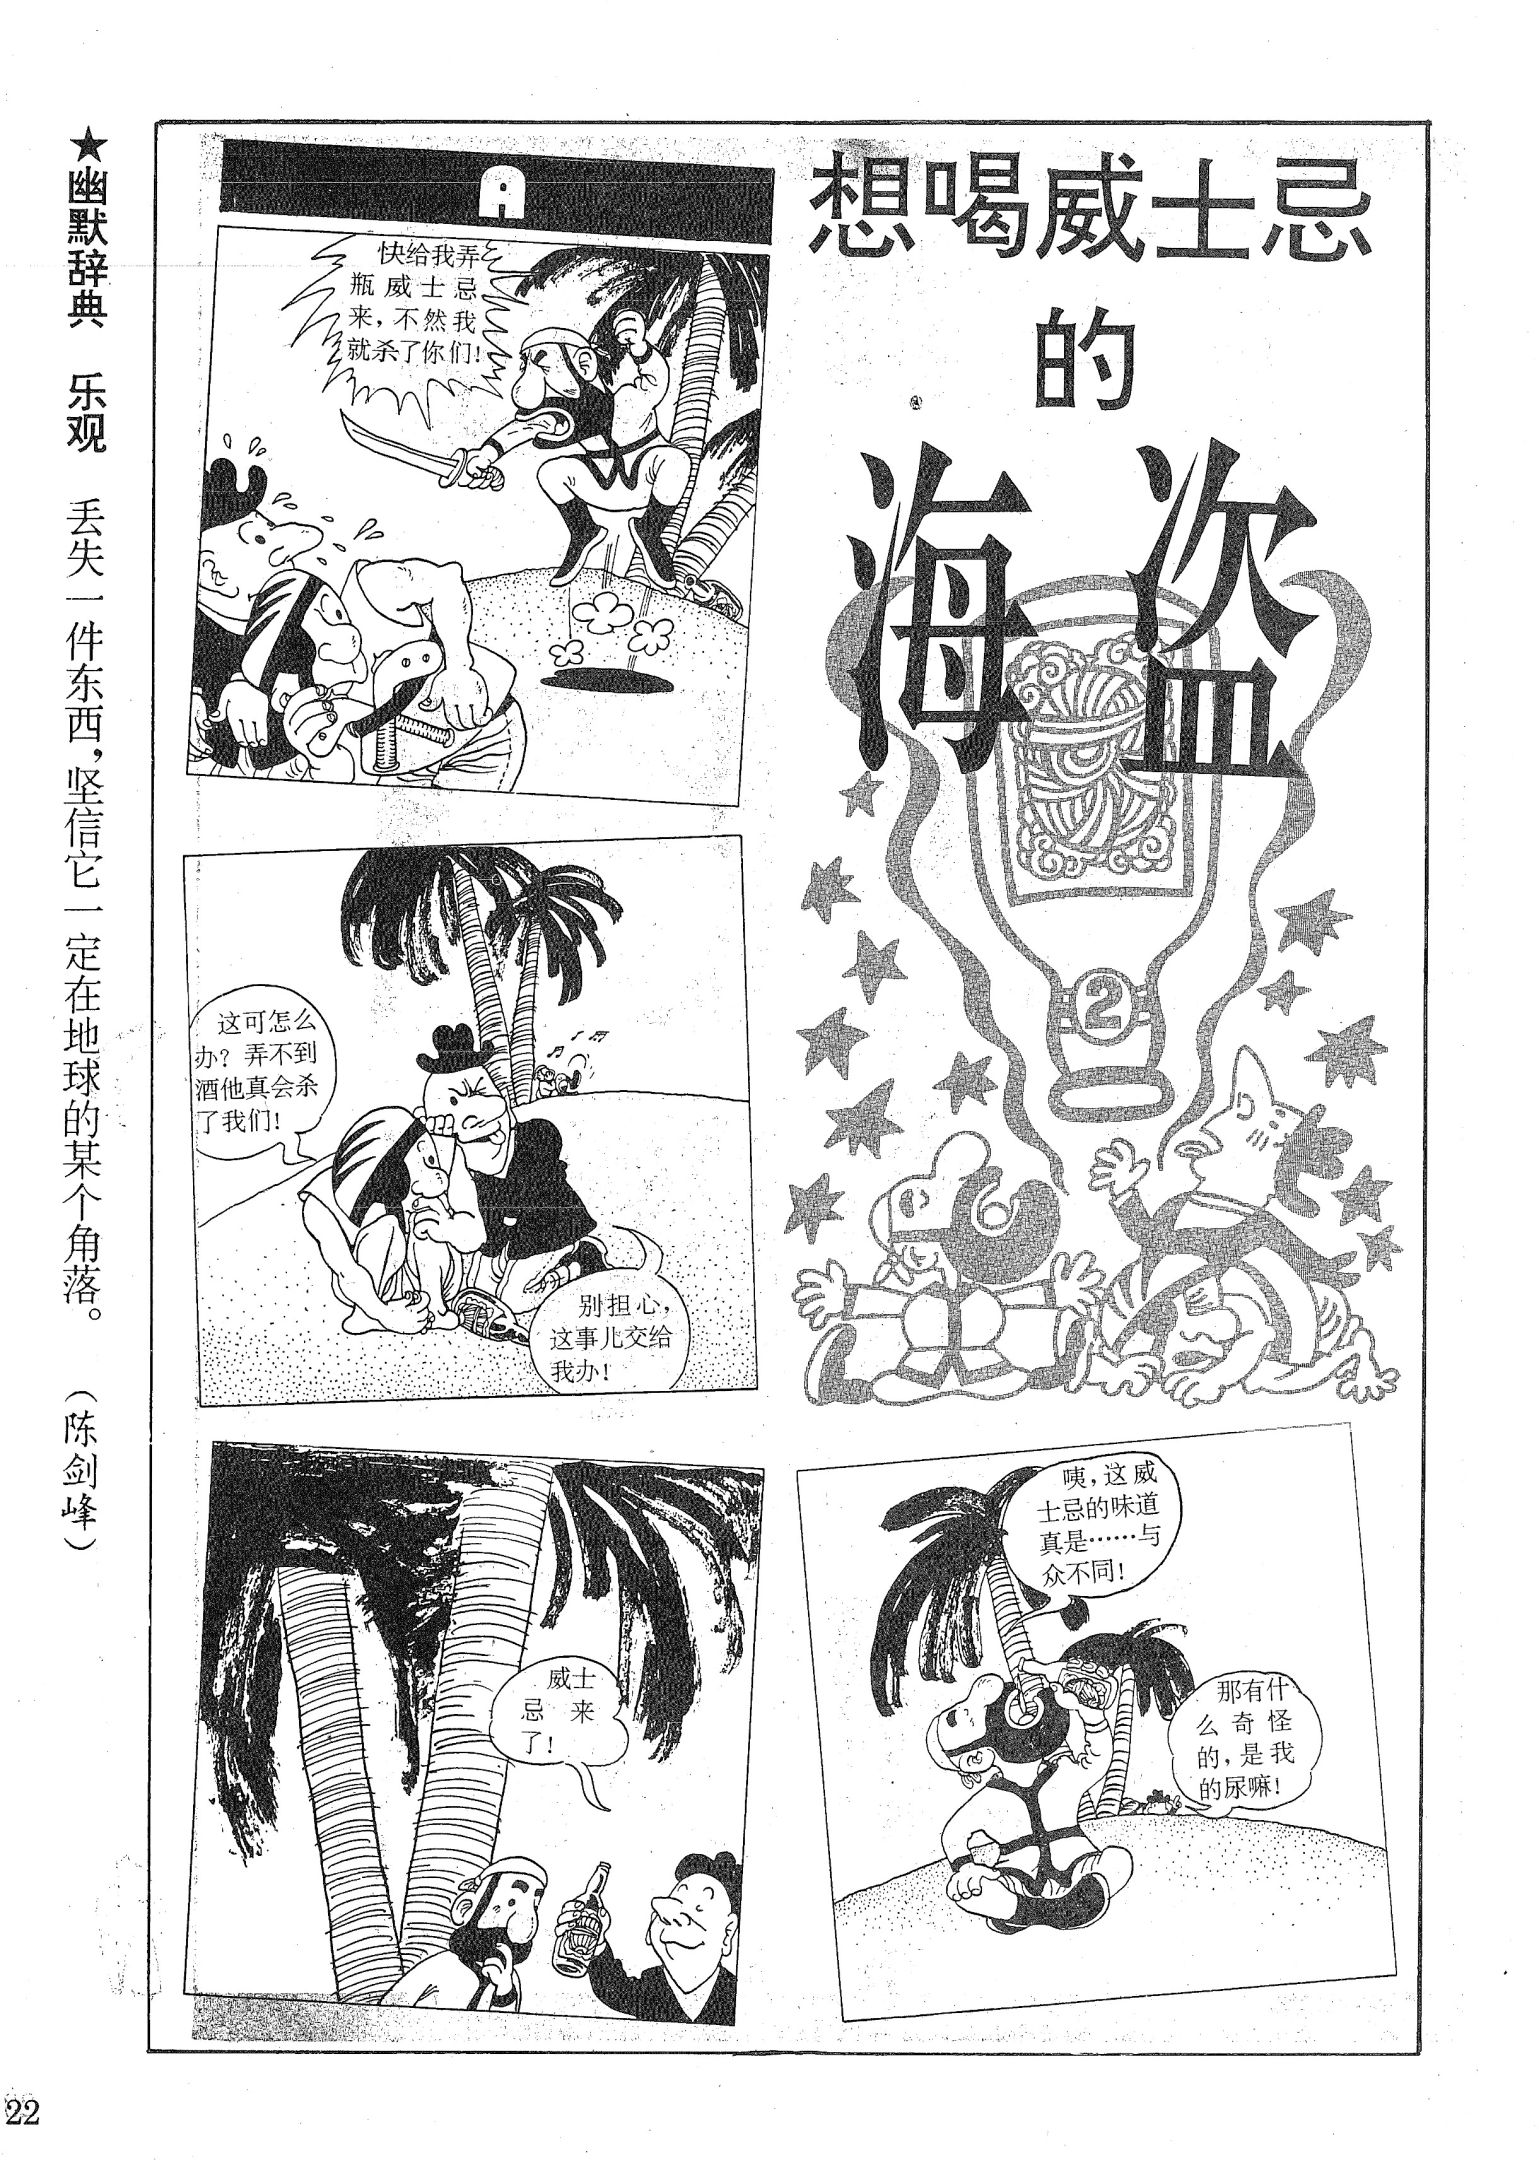 ★幽默辞典 乐观 丢失一件东西,坚信它一定在地球的某个角落。 (陈剑峰)
想喝威士忌
的
海盗
2
A
快给我弄
瓶威士忌
来,不然我
就杀了你们!
这可怎么
办?弄不到
酒他真会杀
了我们!
别担心,
这事儿交给
我办!
威士
忌来
了!
咦,这威
士忌的味道
真是……与
众不同!
那有什
么奇怪
的,是我
的尿嘛!
22